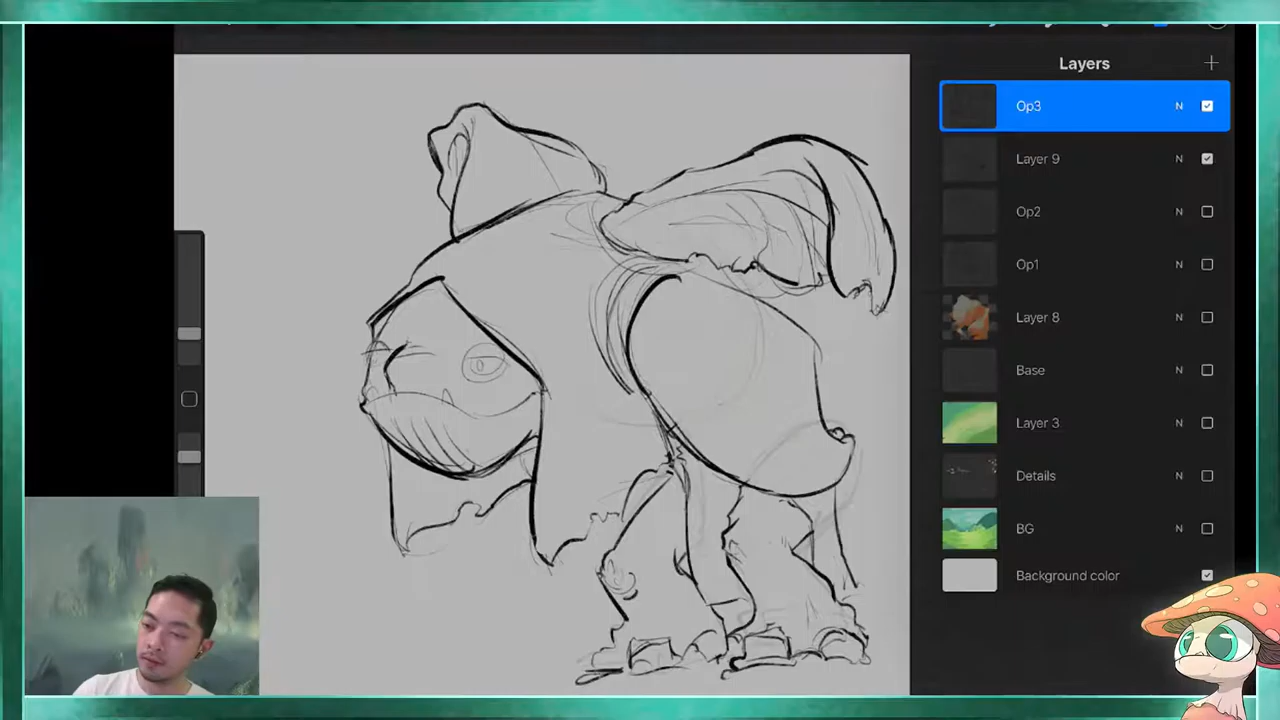 Layers
Op3 N
Layer 9 N
Op2 N
Op1 N
Layer 8 N
Base N
Layer 3 N
Details N
BG N
Background color